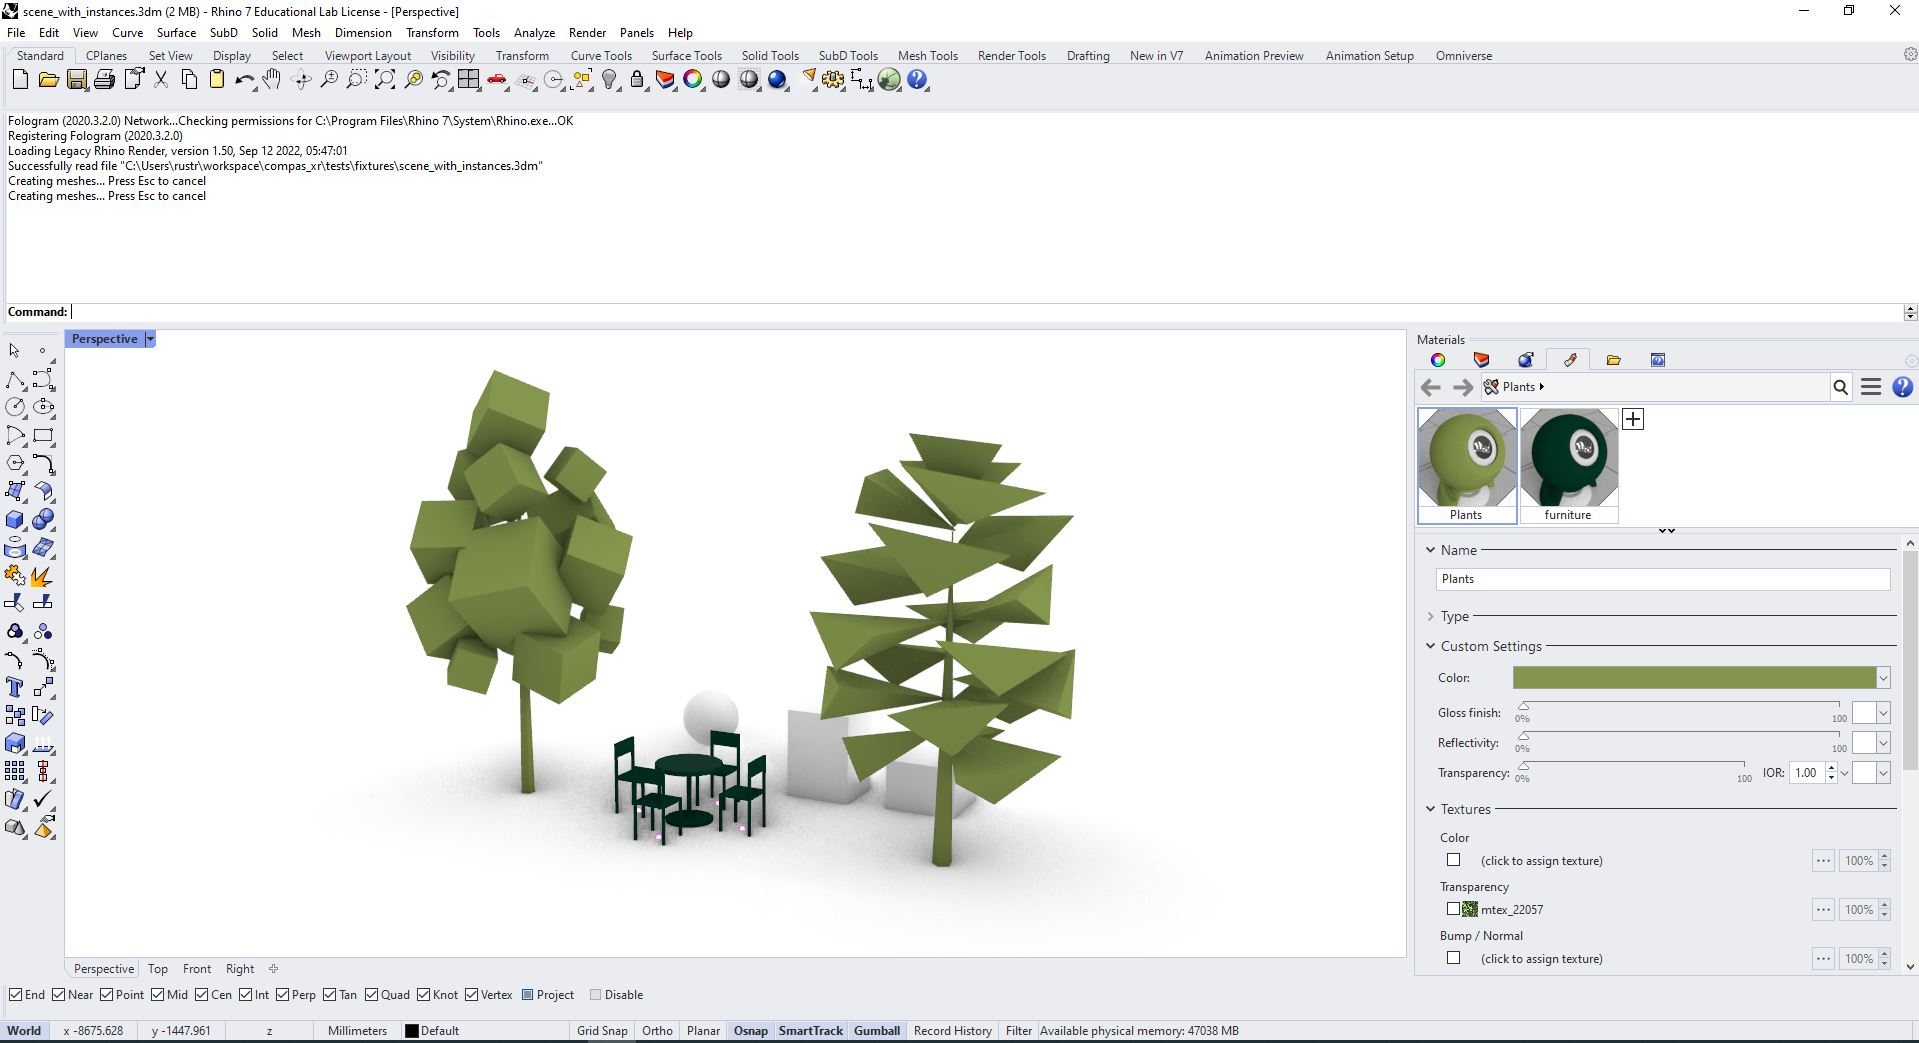 scene_with_instances.3dm (2 MB) - Rhino 7 Educational Lab License - [Perspective]
File Edit View Curve Surface SubD Solid Mesh Dimension Transform Tools Analyze Render Panels Help
Standard CPlanes Set View Display Select Viewport Layout Visibility Transform Curve Tools Surface Tools Solid Tools SubD Tools Mesh Tools Render Tools Drafting New in V7 Animation Preview Animation Setup Omniverse
Fologram (2020.3.2.0) Network...Checking permissions for C:\Program Files\Rhino 7\System\Rhino.exe...OK
Registering Fologram (2020.3.2.0)
Loading Legacy Rhino Render, version 1.50, Sep 12 2022, 05:47:01
Successfully read file "C:\Users\rustr\workspace\compas_xr\tests\fixtures\scene_with_instances.3dm"
Creating meshes... Press Esc to cancel
Creating meshes... Press Esc to cancel
Command:
Perspective
Materials
Plants
Plants furniture
Name
Plants
Type
Custom Settings
Color:
Gloss finish: 0% 100
Reflectivity: 0% 100
Transparency: 0% 100 IOR: 1.00
Textures
Color
(click to assign texture) ... 100%
Transparency
mtex_22057 ... 100%
Bump / Normal
(click to assign texture) ... 100%
Perspective Top Front Right
End Near Point Mid Cen Int Perp Tan Quad Knot Vertex Project Disable
World x -8675.628 y -1447.961 z Millimeters Default Grid Snap Ortho Planar Osnap SmartTrack Gumball Record History Filter Available physical memory: 47038 MB